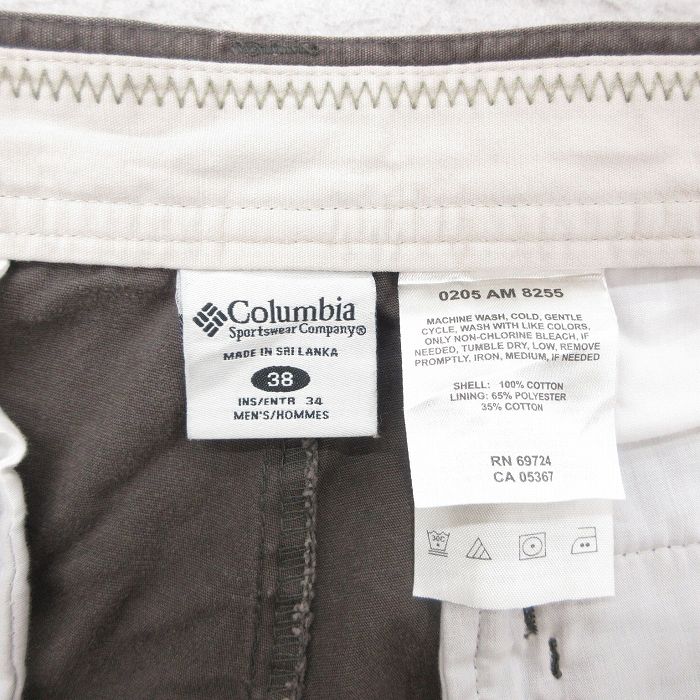 Columbia
Sportswear Company®
MADE IN SRI LANKA
38
INS/ENTR 34
MEN'S/HOMMES
0205 AM 8255
MACHINE WASH, COLD, GENTLE
CYCLE, WASH WITH LIKE COLORS,
ONLY NON-CHLORINE BLEACH, IF
NEEDED, TUMBLE DRY, LOW, REMOVE
PROMPTLY, IRON, MEDIUM, IF NEEDED
SHELL: 100% COTTON
LINING: 65% POLYESTER
35% COTTON
RN 69724
CA 05367
30C